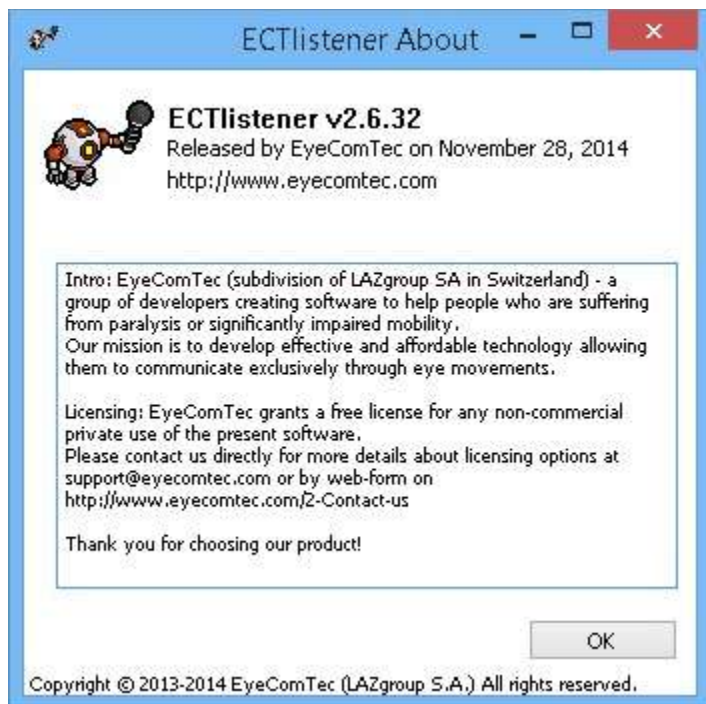 ECTlistener About
ECTlistener v2.6.32
Released by EyeComTec on November 28, 2014
http://www.eyecomtec.com
Intro: EyeComTec (subdivision of LAZgroup SA in Switzerland) - a
group of developers creating software to help people who are suffering
from paralysis or significantly impaired mobility.
Our mission is to develop effective and affordable technology allowing
them to communicate exclusively through eye movements.
Licensing: EyeComTec grants a free license for any non-commercial
private use of the present software.
Please contact us directly for more details about licensing options at
support@eyecomtec.com or by web-form on
http://www.eyecomtec.com/2-Contact-us
Thank you for choosing our product!
OK
Copyright © 2013-2014 EyeComTec (LAZgroup S.A.) All rights reserved.